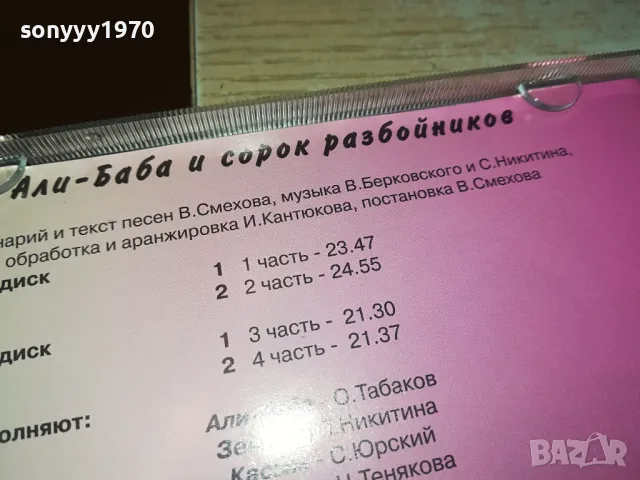 sonyyy1970
Али-Баба и сорок разбойников
нарий и текст песен В.Смехова, музыка В.Берковского и С.Никитина,
обработка и аранжировка И.Кантюкова, постановка В.Смехова
диск 1 1 часть - 23.47
2 2 часть - 24.55
диск 1 3 часть - 21.30
2 4 часть - 21.37
олняют: Али О.Табаков
Никитина
С.Юрский
Тенякова
BAZAR